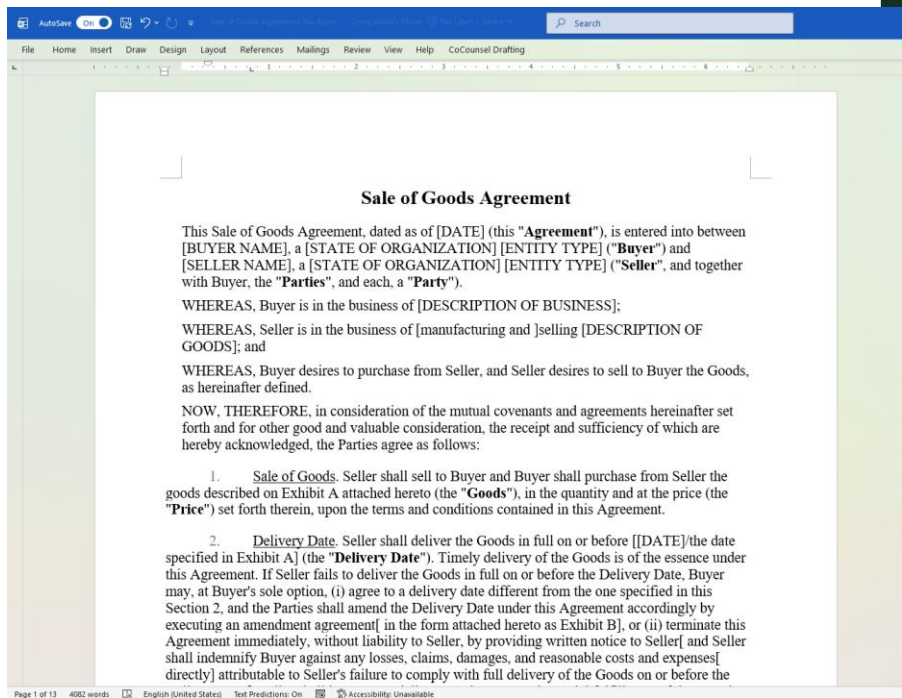 AutoSave On Search
File Home Insert Draw Design Layout References Mailings Review View Help CoCounsel Drafting
1 2 3 4 5 6
Sale of Goods Agreement
This Sale of Goods Agreement, dated as of [DATE] (this "Agreement"), is entered into between
[BUYER NAME], a [STATE OF ORGANIZATION] [ENTITY TYPE] ("Buyer") and
[SELLER NAME], a [STATE OF ORGANIZATION] [ENTITY TYPE] ("Seller", and together
with Buyer, the "Parties", and each, a "Party").
WHEREAS, Buyer is in the business of [DESCRIPTION OF BUSINESS];
WHEREAS, Seller is in the business of [manufacturing and ]selling [DESCRIPTION OF
GOODS]; and
WHEREAS, Buyer desires to purchase from Seller, and Seller desires to sell to Buyer the Goods,
as hereinafter defined.
NOW, THEREFORE, in consideration of the mutual covenants and agreements hereinafter set
forth and for other good and valuable consideration, the receipt and sufficiency of which are
hereby acknowledged, the Parties agree as follows:
1. Sale of Goods. Seller shall sell to Buyer and Buyer shall purchase from Seller the
goods described on Exhibit A attached hereto (the "Goods"), in the quantity and at the price (the
"Price") set forth therein, upon the terms and conditions contained in this Agreement.
2. Delivery Date. Seller shall deliver the Goods in full on or before [[DATE]/the date
specified in Exhibit A] (the "Delivery Date"). Timely delivery of the Goods is of the essence under
this Agreement. If Seller fails to deliver the Goods in full on or before the Delivery Date, Buyer
may, at Buyer's sole option, (i) agree to a delivery date different from the one specified in this
Section 2, and the Parties shall amend the Delivery Date under this Agreement accordingly by
executing an amendment agreement[ in the form attached hereto as Exhibit B], or (ii) terminate this
Agreement immediately, without liability to Seller, by providing written notice to Seller[ and Seller
shall indemnify Buyer against any losses, claims, damages, and reasonable costs and expenses[
directly] attributable to Seller's failure to comply with full delivery of the Goods on or before the
Page 1 of 13 4082 words English (United States) Text Predictions: On Accessibility: Unavailable